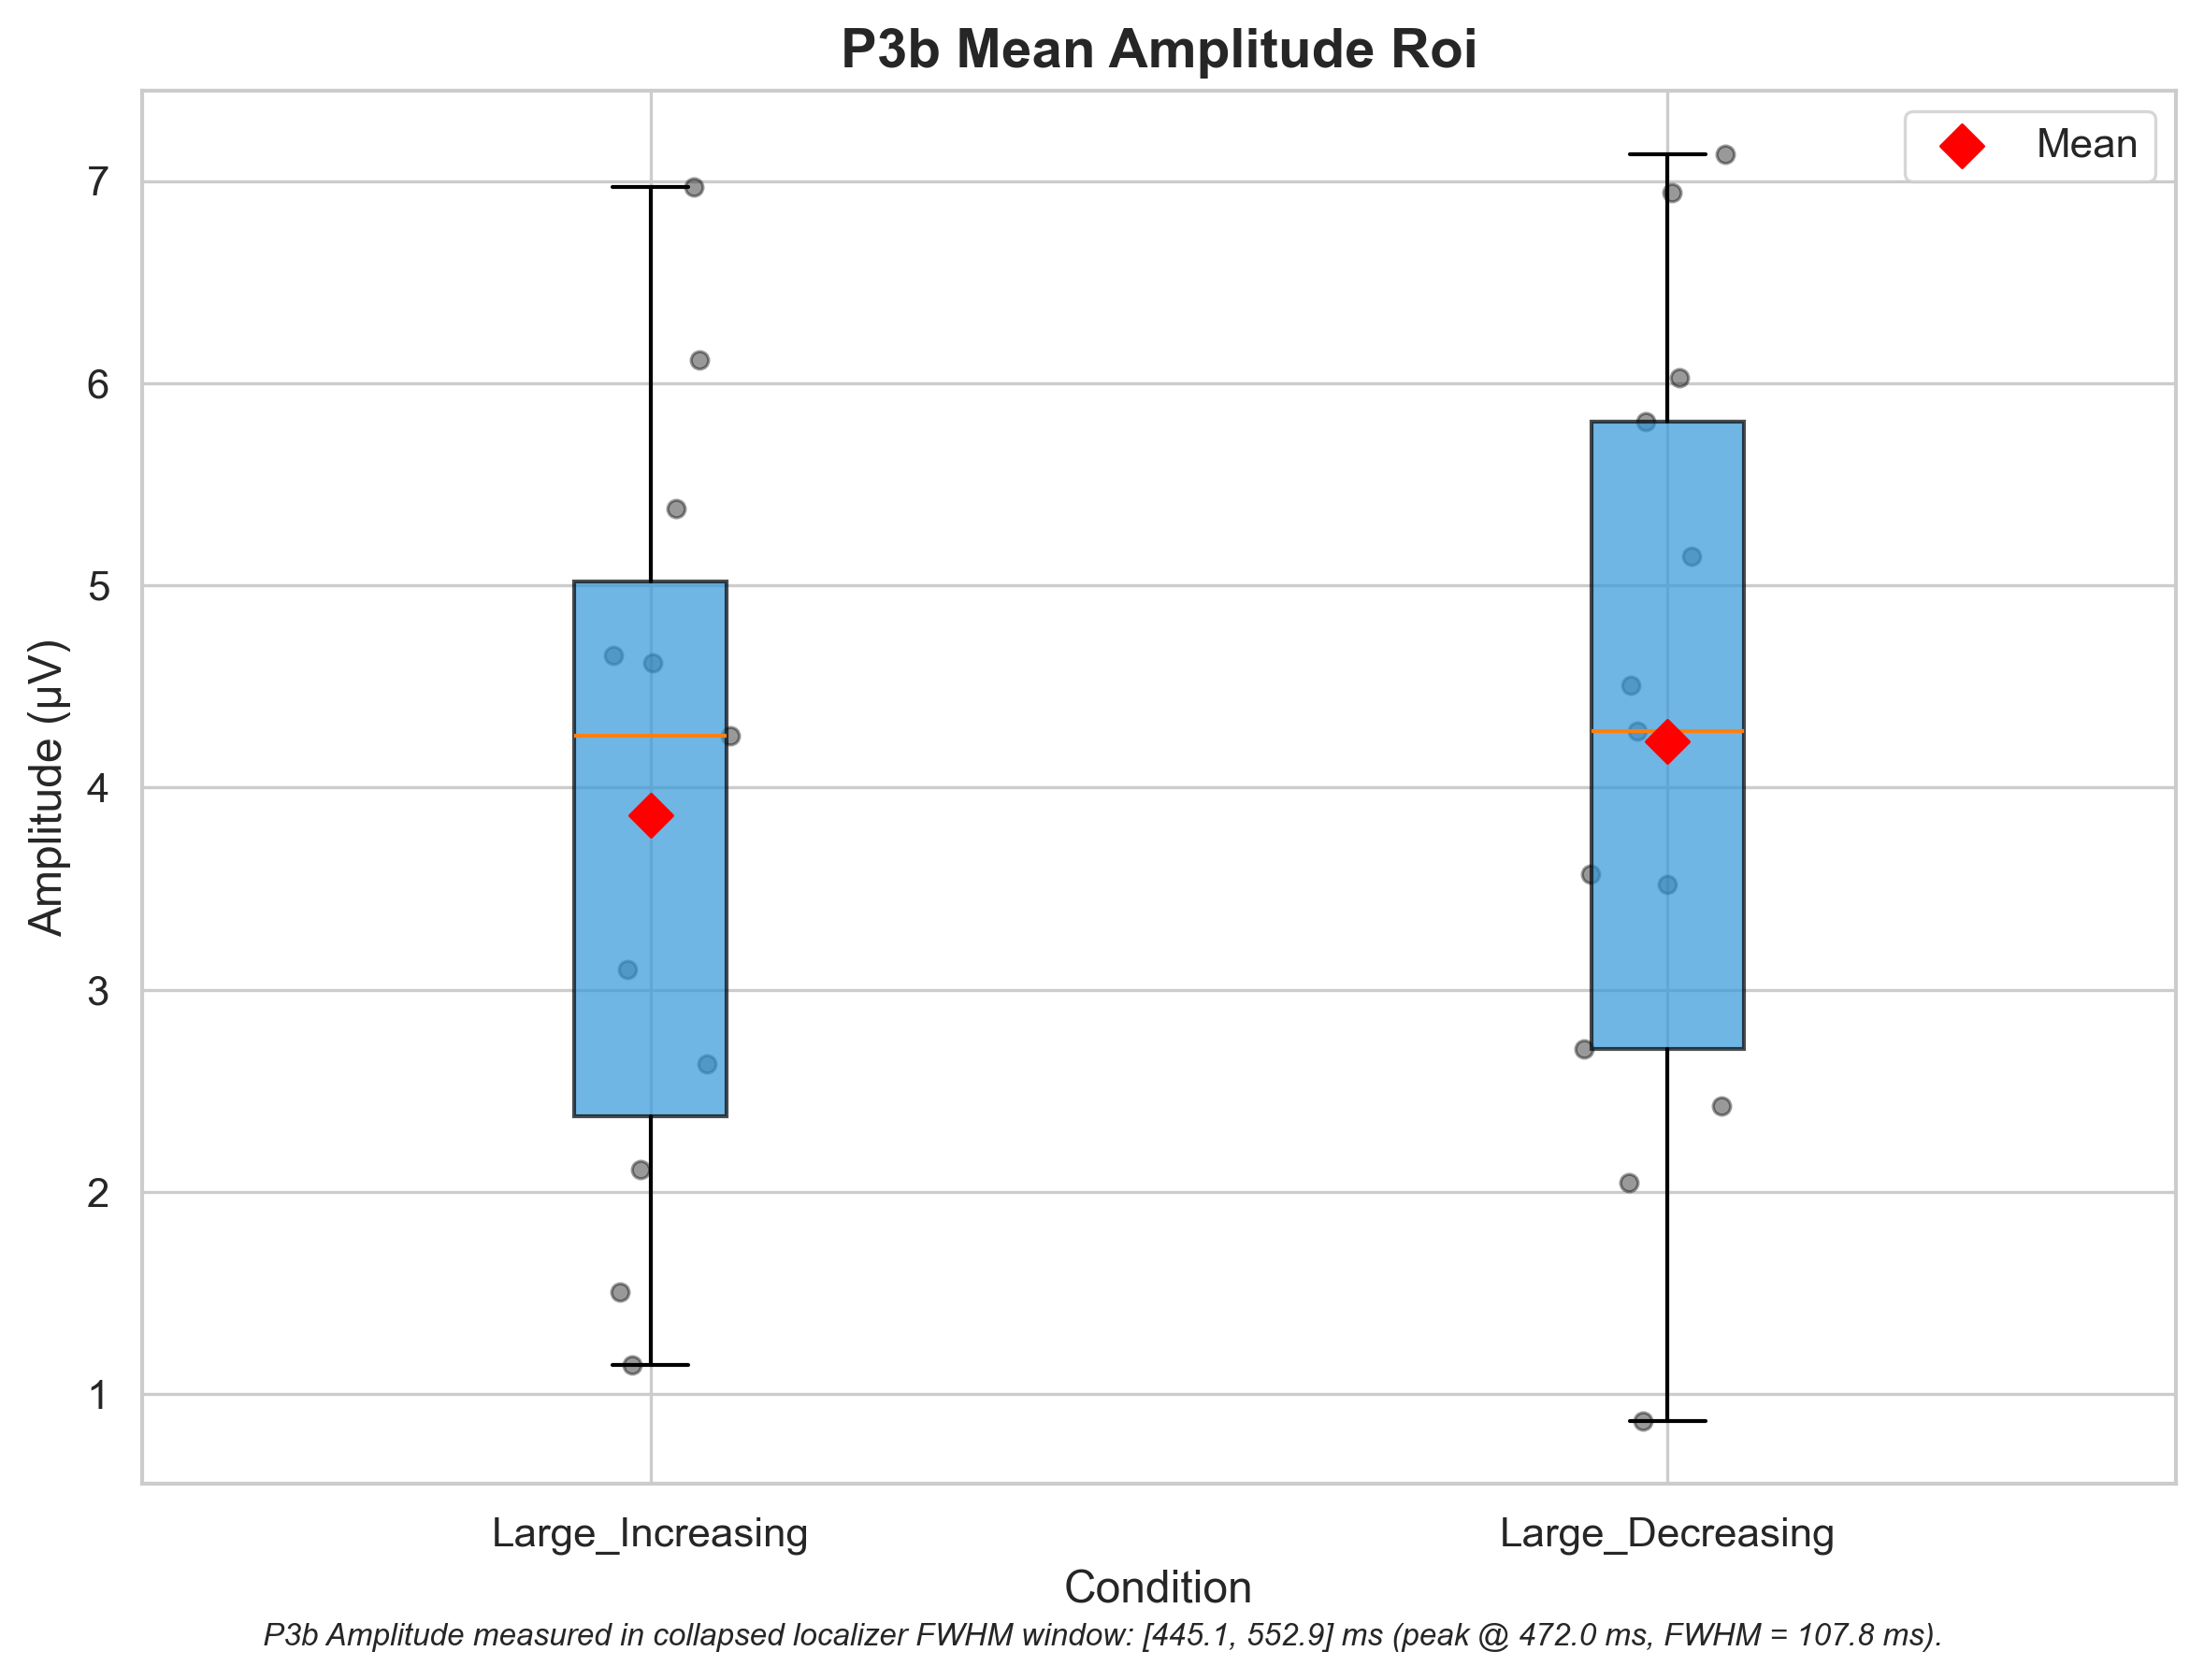 P3b Mean Amplitude Roi
Mean
Amplitude (µV)
7
6
5
4
3
2
1
Large_Increasing
Large_Decreasing
Condition
P3b Amplitude measured in collapsed localizer FWHM window: [445.1, 552.9] ms (peak @ 472.0 ms, FWHM = 107.8 ms).